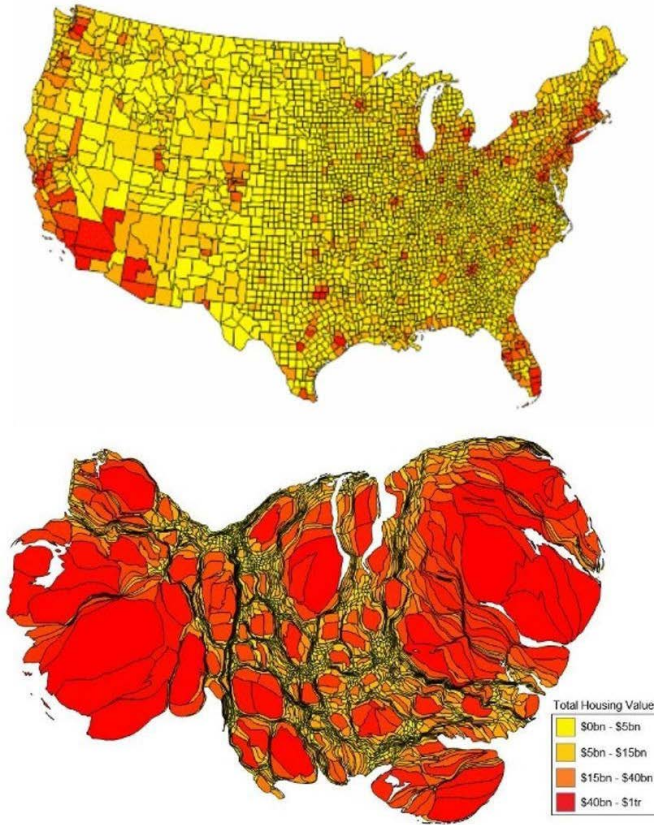 Total Housing Value
$0bn - $5bn
$5bn - $15bn
$15bn - $40bn
$40bn - $1tr